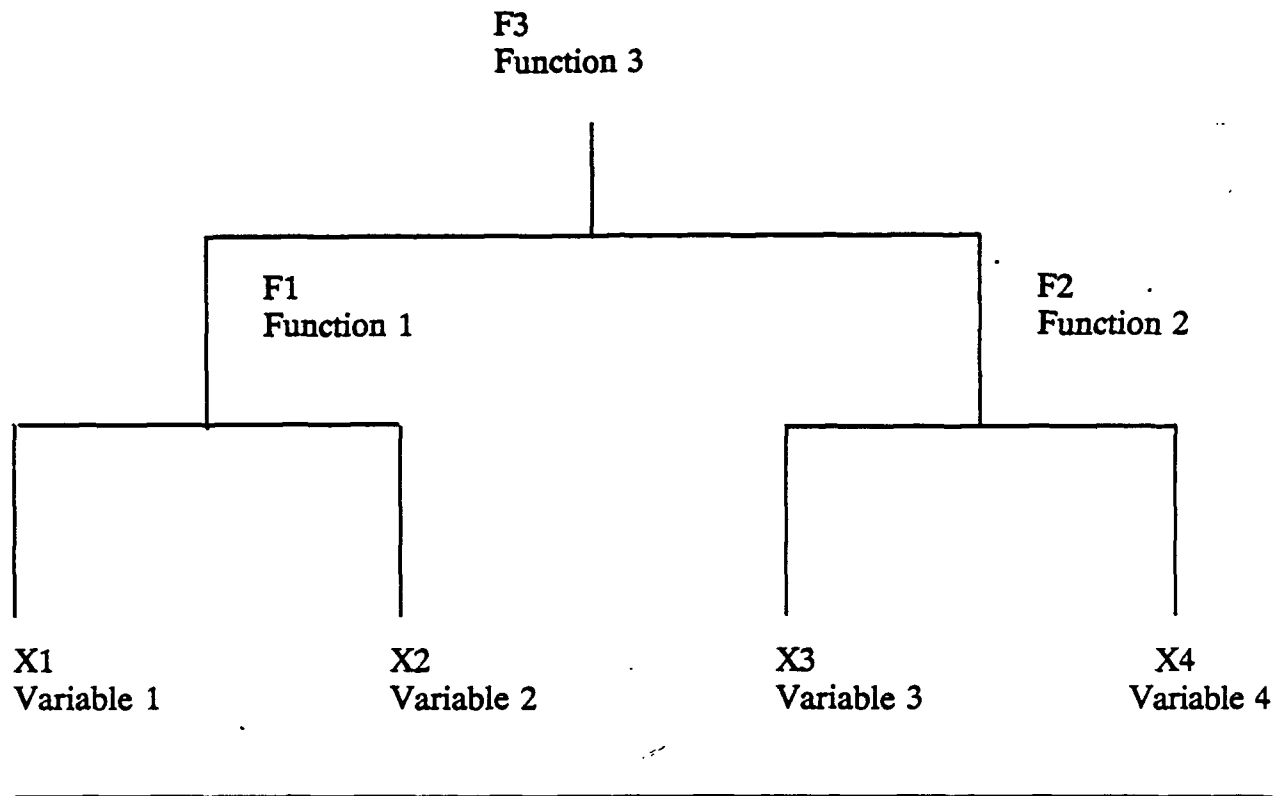 F3
Function 3
F1
Function 1
F2
Function 2
X1
Variable 1
X2
Variable 2
X3
Variable 3
X4
Variable 4